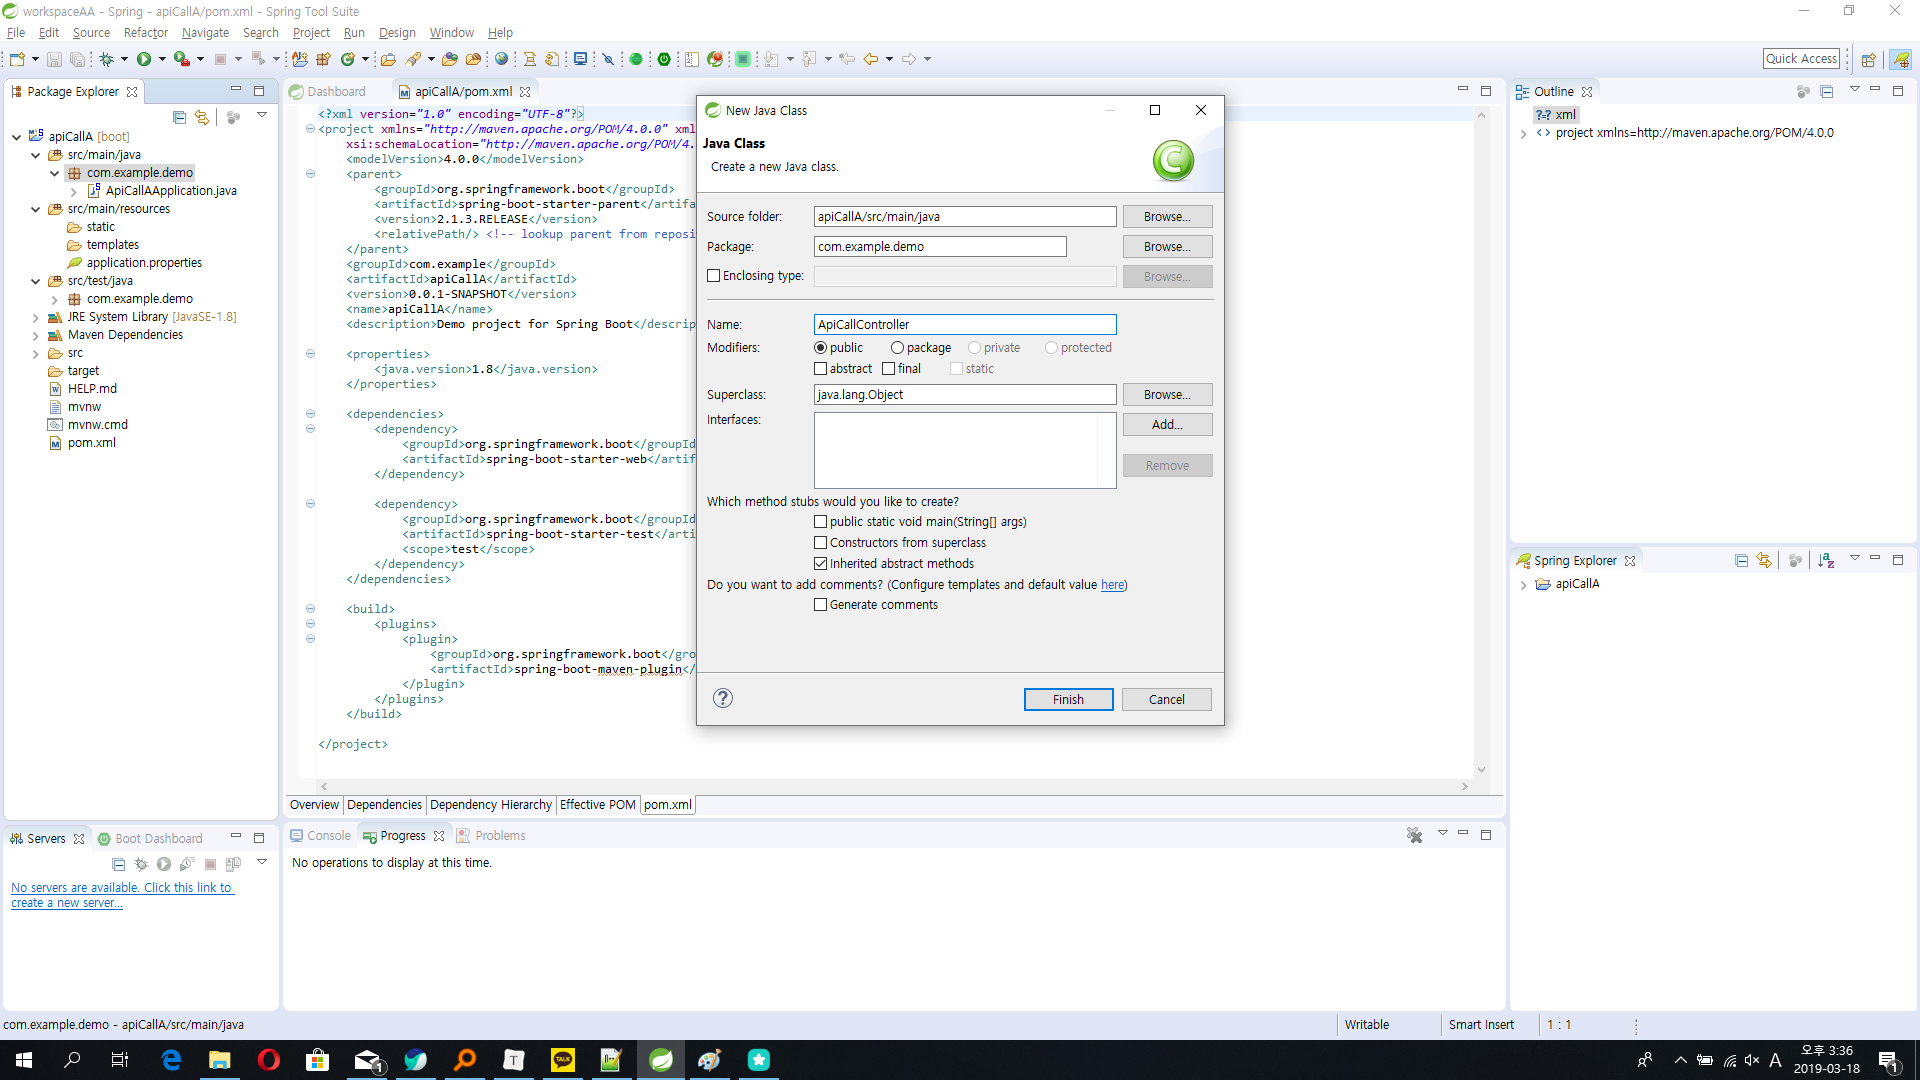 workspaceAA - Spring - apiCallA/pom.xml - Spring Tool Suite
File Edit Source Refactor Navigate Search Project Run Design Window Help
Quick Access
Package Explorer
apiCallA [boot]
src/main/java
com.example.demo
ApiCallAApplication.java
src/main/resources
static
templates
application.properties
src/test/java
com.example.demo
JRE System Library [JavaSE-1.8]
Maven Dependencies
src
target
HELP.md
mvnw
mvnw.cmd
pom.xml
Servers Boot Dashboard
No servers are available. Click this link to
create a new server...
Dashboard apiCallA/pom.xml
<?xml version="1.0" encoding="UTF-8"?>
<project xmlns="http://maven.apache.org/POM/4.0.0" xml
xsi:schemaLocation="http://maven.apache.org/POM/4.
<modelVersion>4.0.0</modelVersion>
<parent>
<groupId>org.springframework.boot</groupId>
<artifactId>spring-boot-starter-parent</artifa
<version>2.1.3.RELEASE</version>
<relativePath/> <!-- lookup parent from reposi
</parent>
<groupId>com.example</groupId>
<artifactId>apiCallA</artifactId>
<version>0.0.1-SNAPSHOT</version>
<name>apiCallA</name>
<description>Demo project for Spring Boot</descrip
<properties>
<java.version>1.8</java.version>
</properties>
<dependencies>
<dependency>
<groupId>org.springframework.boot</groupId
<artifactId>spring-boot-starter-web</artif
</dependency>
<dependency>
<groupId>org.springframework.boot</groupId
<artifactId>spring-boot-starter-test</arti
<scope>test</scope>
</dependency>
</dependencies>
<build>
<plugins>
<plugin>
<groupId>org.springframework.boot</gro
<artifactId>spring-boot-maven-plugin</
</plugin>
</plugins>
</build>
</project>
Overview Dependencies Dependency Hierarchy Effective POM pom.xml
New Java Class
Java Class
Create a new Java class.
C
Source folder: apiCallA/src/main/java Browse...
Package: com.example.demo Browse...
Enclosing type: Browse...
Name: ApiCallController
Modifiers: public package private protected
abstract final static
Superclass: java.lang.Object Browse...
Interfaces: Add...
Remove
Which method stubs would you like to create?
public static void main(String[] args)
Constructors from superclass
Inherited abstract methods
Do you want to add comments? (Configure templates and default value here)
Generate comments
? Finish Cancel
Console Progress Problems
No operations to display at this time.
Outline
?-? xml
<> project xmlns=http://maven.apache.org/POM/4.0.0
Spring Explorer
apiCallA
com.example.demo - apiCallA/src/main/java
Writable Smart Insert 1 : 1
1 T TALK A 오후 3:36
2019-03-18 1